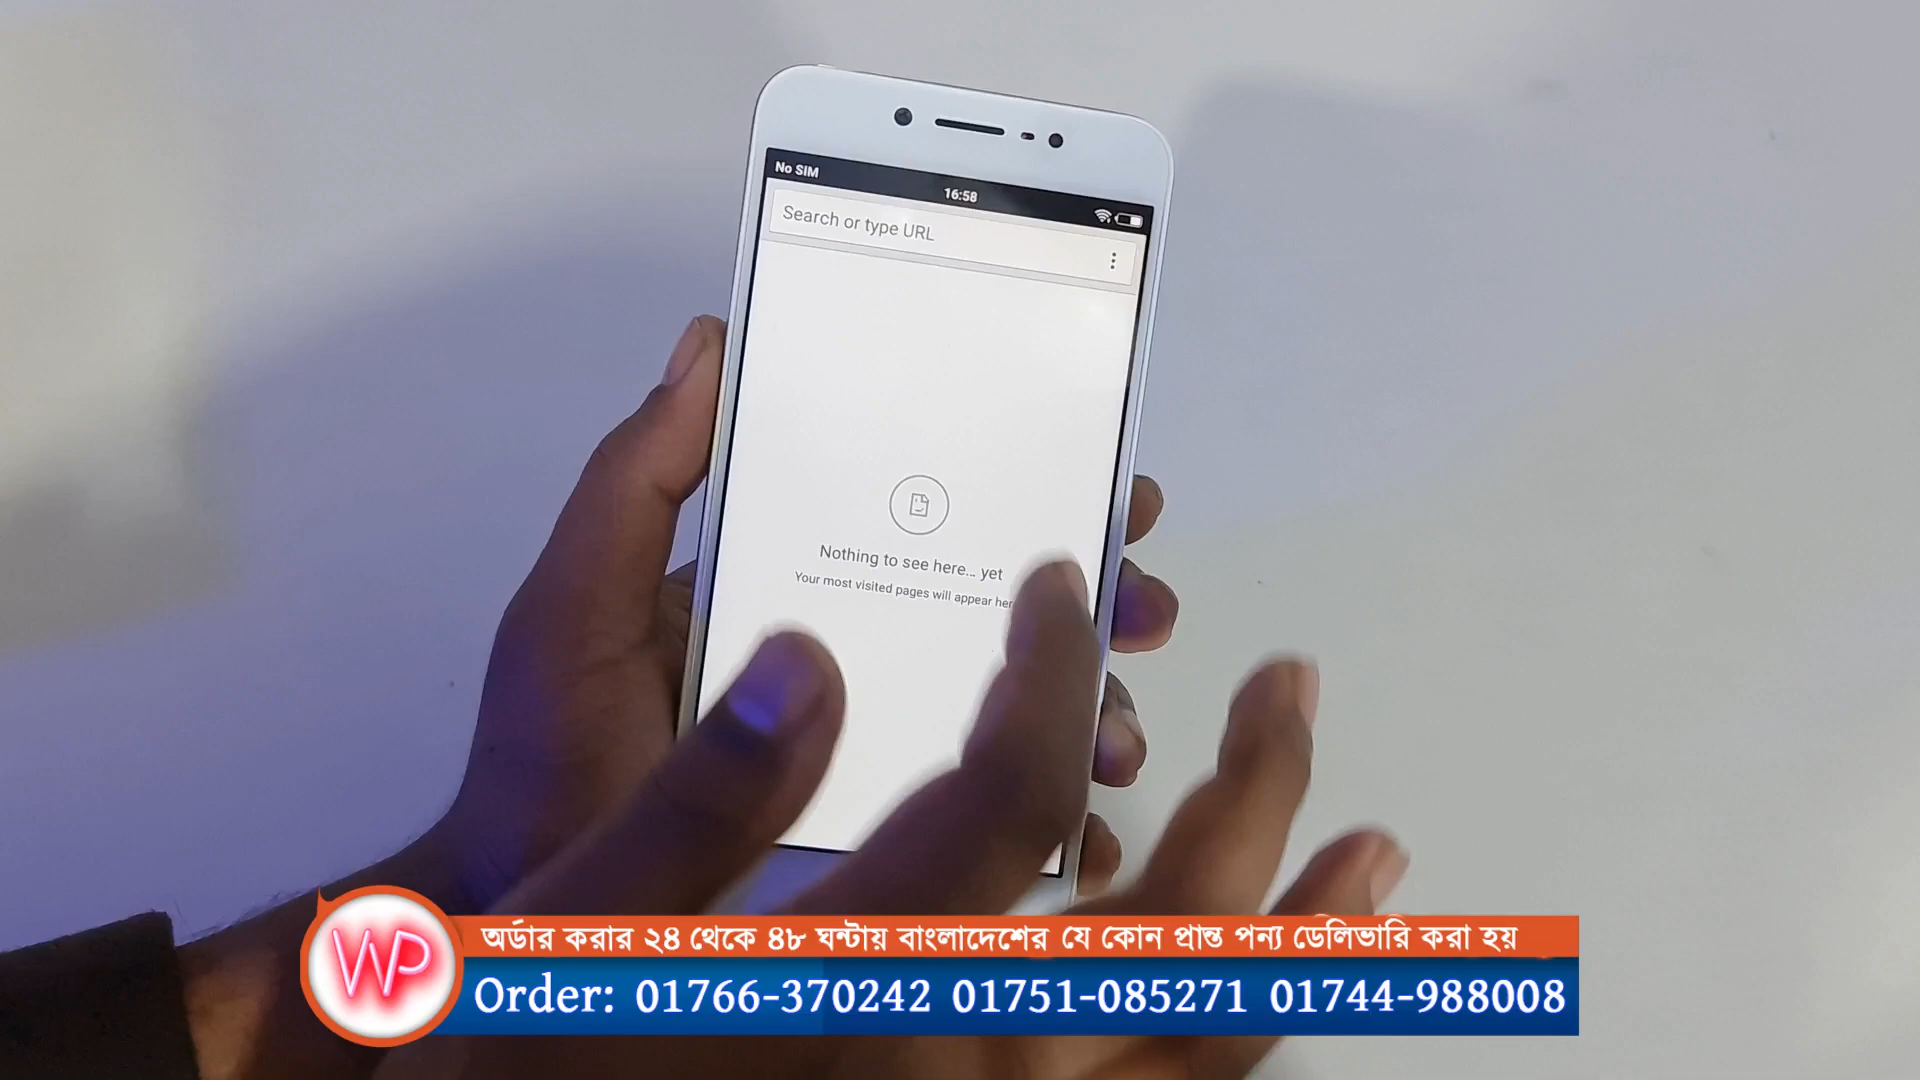 No SIM
16:58
Search or type URL
Nothing to see here... yet
Your most visited pages will appear
অর্ডার করার ২৪ থেকে ৪৮ ঘন্টায় বাংলাদেশের যে কোন প্রান্ত পন্য ডেলিভারি করা হয়
WP
Order: 01766-370242 01751-085271 01744-988008